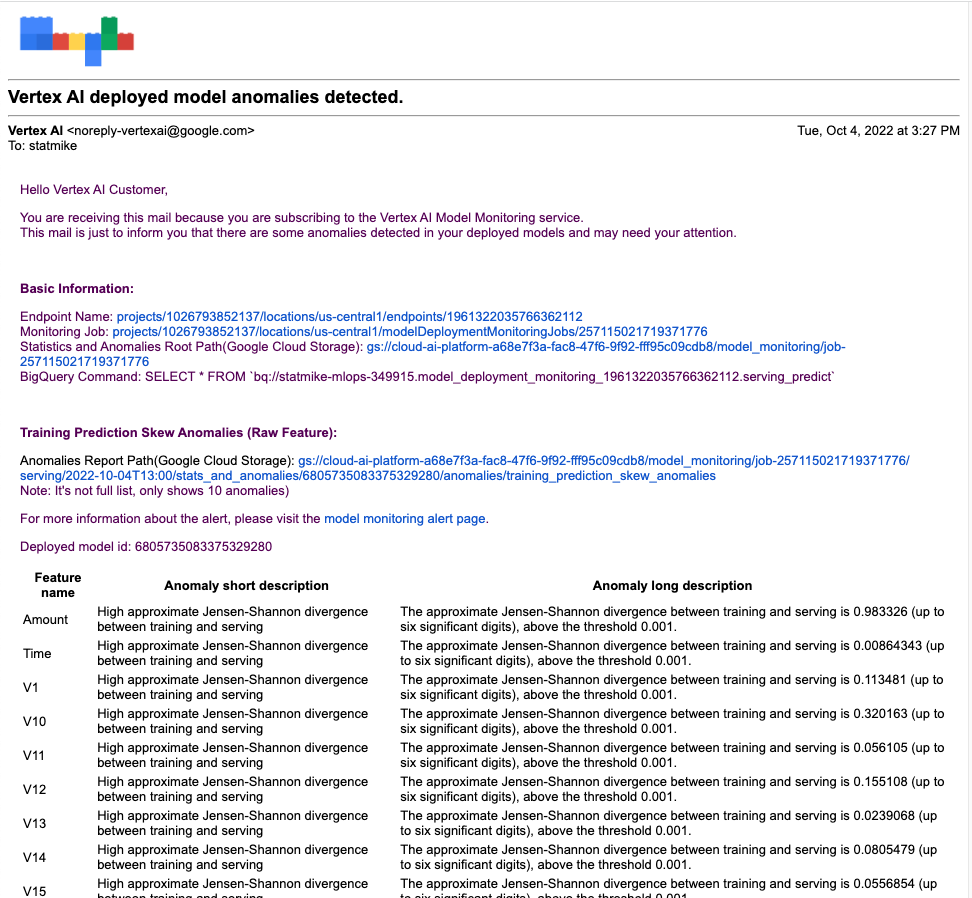 Vertex AI deployed model anomalies detected.
Vertex AI <noreply-vertexai@google.com>
Tue, Oct 4, 2022 at 3:27 PM
To: statmike
Hello Vertex AI Customer,
You are receiving this mail because you are subscribing to the Vertex AI Model Monitoring service.
This mail is just to inform you that there are some anomalies detected in your deployed models and may need your attention.
Basic Information:
Endpoint Name: projects/1026793852137/locations/us-central1/endpoints/1961322035766362112
Monitoring Job: projects/1026793852137/locations/us-central1/modelDeploymentMonitoringJobs/257115021719371776
Statistics and Anomalies Root Path(Google Cloud Storage): gs://cloud-ai-platform-a68e7f3a-fac8-47f6-9f92-fff95c09cdb8/model_monitoring/job-
257115021719371776
BigQuery Command: SELECT * FROM `bq://statmike-mlops-349915.model_deployment_monitoring_1961322035766362112.serving_predict`
Training Prediction Skew Anomalies (Raw Feature):
Anomalies Report Path(Google Cloud Storage): gs://cloud-ai-platform-a68e7f3a-fac8-47f6-9f92-fff95c09cdb8/model_monitoring/job-257115021719371776/
serving/2022-10-04T13:00/stats_and_anomalies/6805735083375329280/anomalies/training_prediction_skew_anomalies
Note: It's not full list, only shows 10 anomalies)
For more information about the alert, please visit the model monitoring alert page.
Deployed model id: 6805735083375329280
Feature
name
Anomaly short description
Anomaly long description
Amount
High approximate Jensen-Shannon divergence
between training and serving
The approximate Jensen-Shannon divergence between training and serving is 0.983326 (up to
six significant digits), above the threshold 0.001.
Time
High approximate Jensen-Shannon divergence
between training and serving
The approximate Jensen-Shannon divergence between training and serving is 0.00864343 (up
to six significant digits), above the threshold 0.001.
V1
High approximate Jensen-Shannon divergence
between training and serving
The approximate Jensen-Shannon divergence between training and serving is 0.113481 (up to
six significant digits), above the threshold 0.001.
V10
High approximate Jensen-Shannon divergence
between training and serving
The approximate Jensen-Shannon divergence between training and serving is 0.320163 (up to
six significant digits), above the threshold 0.001.
V11
High approximate Jensen-Shannon divergence
between training and serving
The approximate Jensen-Shannon divergence between training and serving is 0.056105 (up to
six significant digits), above the threshold 0.001.
V12
High approximate Jensen-Shannon divergence
between training and serving
The approximate Jensen-Shannon divergence between training and serving is 0.155108 (up to
six significant digits), above the threshold 0.001.
V13
High approximate Jensen-Shannon divergence
between training and serving
The approximate Jensen-Shannon divergence between training and serving is 0.0239068 (up
to six significant digits), above the threshold 0.001.
V14
High approximate Jensen-Shannon divergence
between training and serving
The approximate Jensen-Shannon divergence between training and serving is 0.0805479 (up
to six significant digits), above the threshold 0.001.
V15
High approximate Jensen-Shannon divergence
between training and serving
The approximate Jensen-Shannon divergence between training and serving is 0.0556854 (up
to six significant digits), above the threshold 0.001.